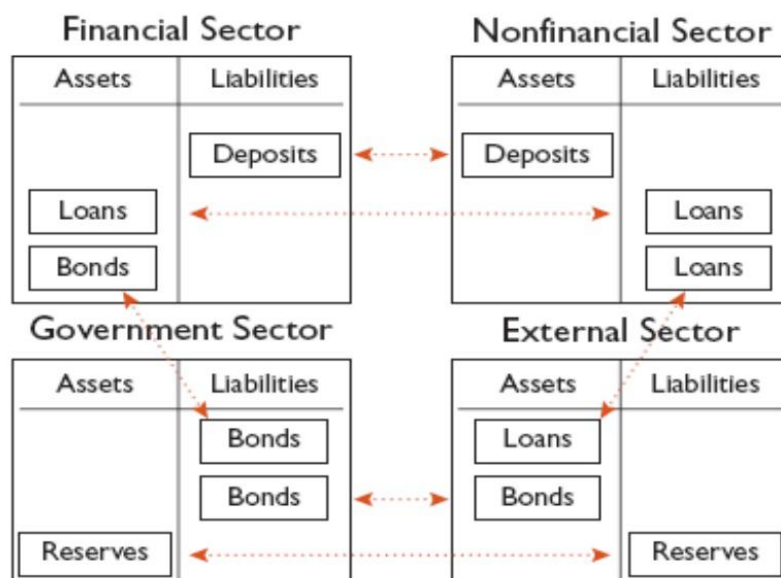 Financial Sector
Assets Liabilities
Deposits
Loans
Bonds
Nonfinancial Sector
Assets Liabilities
Deposits
Loans
Loans
Government Sector
Assets Liabilities
Bonds
Bonds
Reserves
External Sector
Assets Liabilities
Loans
Bonds
Reserves